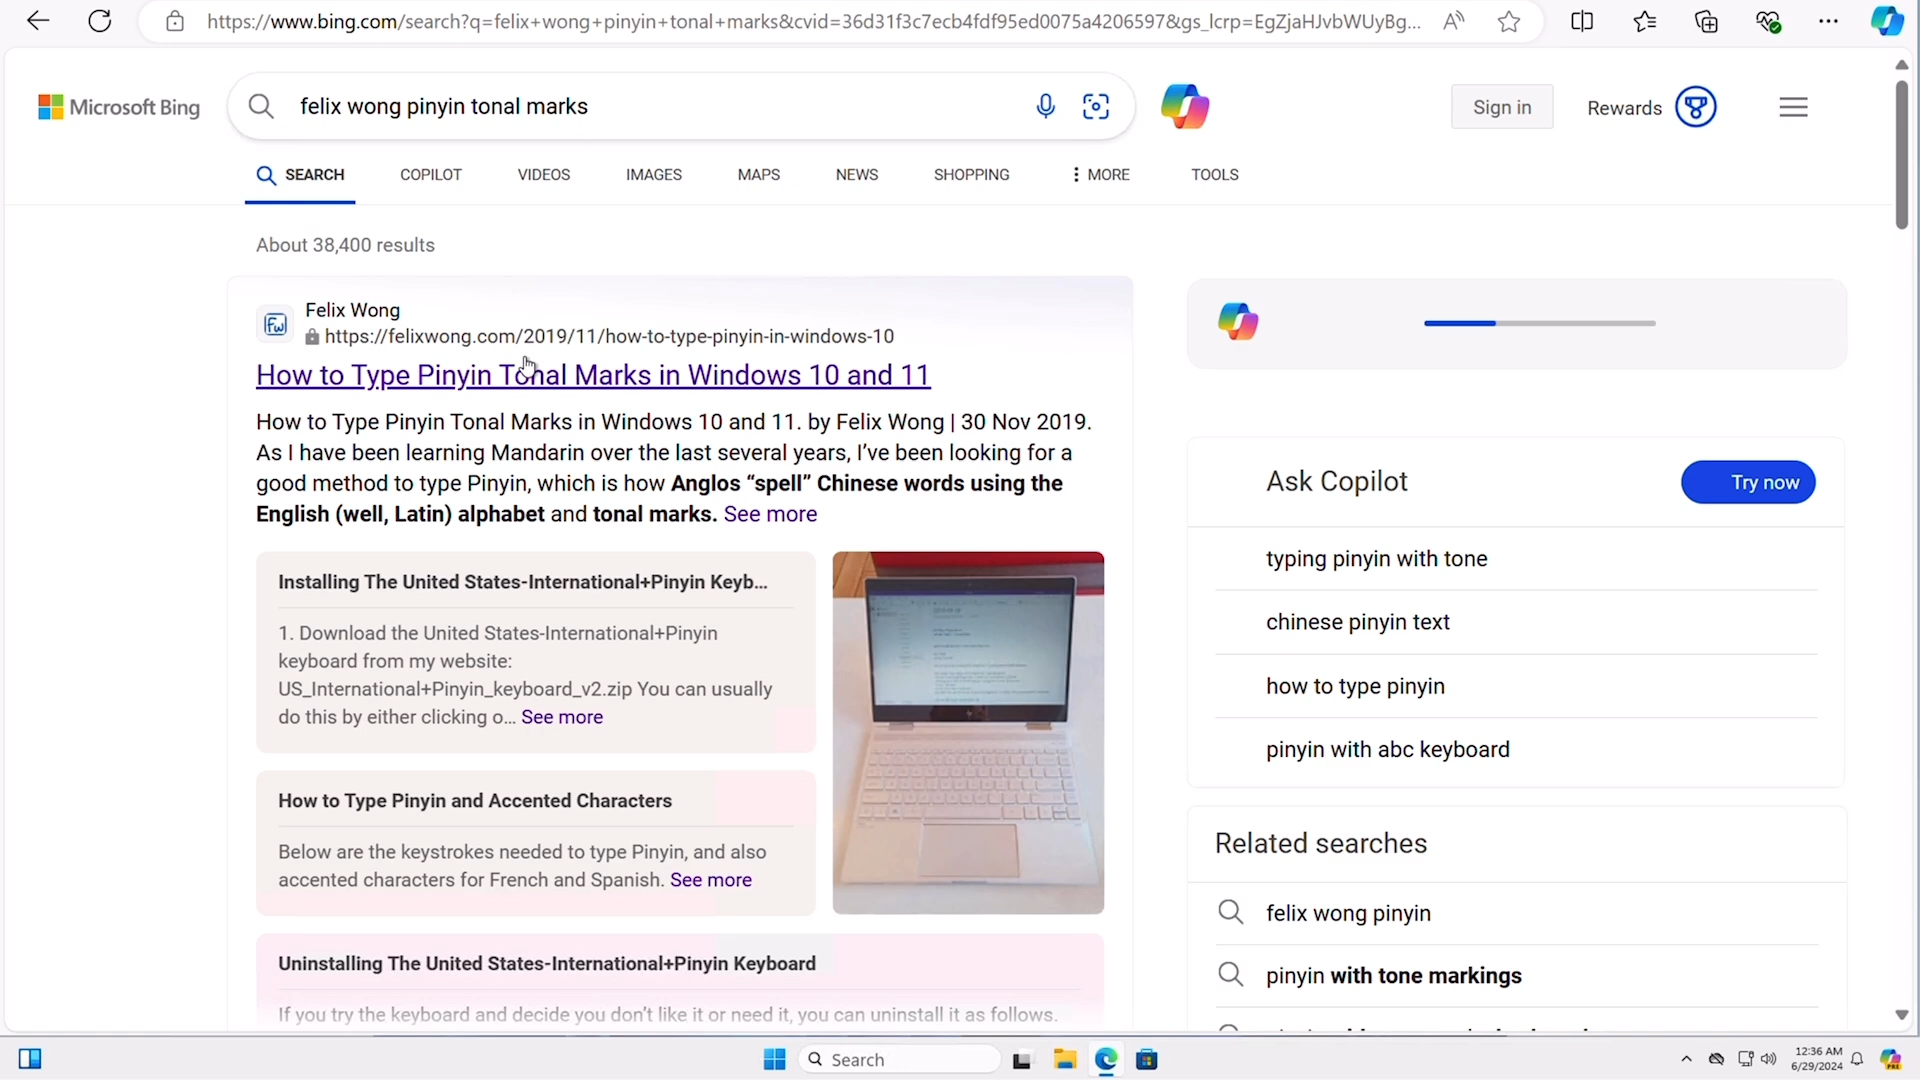 https://www.bing.com/search?q=felix+wong+pinyin+tonal+marks&cvid=36d31f3c7ecb4fdf95ed0075a4206597&gs_lcrp=EgZjaHJvbWUyBg...
Microsoft Bing
felix wong pinyin tonal marks
Sign in
Rewards
SEARCH
COPILOT
VIDEOS
IMAGES
MAPS
NEWS
SHOPPING
MORE
TOOLS
About 38,400 results
Felix Wong
https://felixwong.com/2019/11/how-to-type-pinyin-in-windows-10
How to Type Pinyin Tonal Marks in Windows 10 and 11
How to Type Pinyin Tonal Marks in Windows 10 and 11. by Felix Wong | 30 Nov 2019.
As I have been learning Mandarin over the last several years, I’ve been looking for a
good method to type Pinyin, which is how Anglos “spell” Chinese words using the
English (well, Latin) alphabet and tonal marks. See more
Installing The United States-International+Pinyin Keyb...
1. Download the United States-International+Pinyin
keyboard from my website:
US_International+Pinyin_keyboard_v2.zip You can usually
do this by either clicking o... See more
How to Type Pinyin and Accented Characters
Below are the keystrokes needed to type Pinyin, and also
accented characters for French and Spanish. See more
Uninstalling The United States-International+Pinyin Keyboard
If you try the keyboard and decide you don’t like it or need it, you can uninstall it as follows.
Ask Copilot
Try now
typing pinyin with tone
chinese pinyin text
how to type pinyin
pinyin with abc keyboard
Related searches
felix wong pinyin
pinyin with tone markings
Search
12:36 AM
6/29/2024